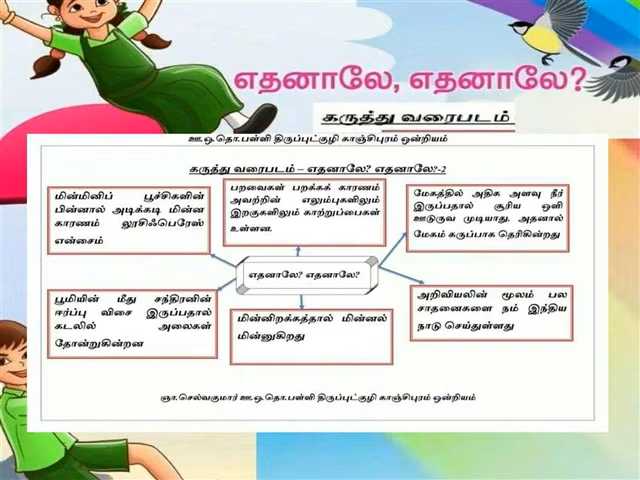 எதனாலே, எதனாலே?
கருத்து வரைபடம்
ஊ.ஒ.தொ.பள்ளி திருப்புட்குழி காஞ்சிபுரம் ஒன்றியம்
கருத்து வரைபடம் – எதனாலே? எதனாலே?-2
மின்மினிப் பூச்சிகளின்
பின்னால் அடிக்கடி மின்ன
காரணம் லூசிஃபெரேஸ்
என்சைம்
பறவைகள் பறக்கக் காரணம்
அவற்றின் எலும்புகளிலும்
இறகுகளிலும் காற்றுப்பைகள்
உள்ளன.
மேகத்தில் அதிக அளவு நீர்
இருப்பதால் சூரிய ஒளி
ஊடுருவ முடியாது. அதனால்
மேகம் கருப்பாக தெரிகின்றது
எதனாலே? எதனாலே?
பூமியின் மீது சந்திரனின்
ஈர்ப்பு விசை இருப்பதால்
கடலில் அலைகள்
தோன்றுகின்றன
மின்னிறக்கத்தால் மின்னல்
மின்னுகிறது
அறிவியலின் மூலம் பல
சாதனைகளை நம் இந்திய
நாடு செய்துள்ளது
ஞா.செல்வகுமார் ஊ.ஒ.தொ.பள்ளி திருப்புட்குழி காஞ்சிபுரம் ஒன்றியம்